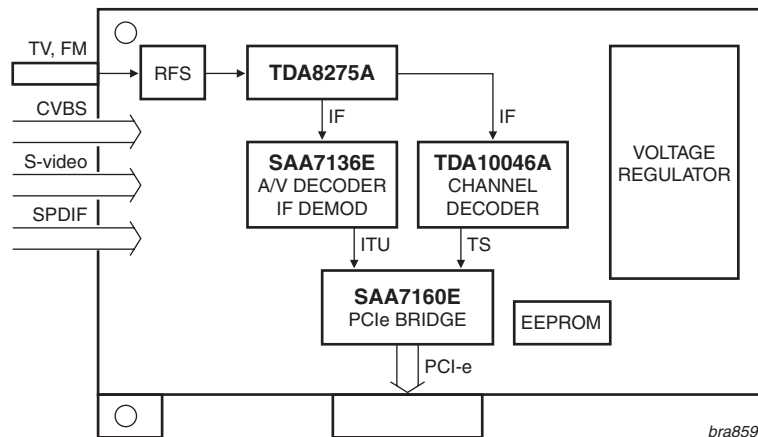 TV, FM
RFS
TDA8275A
CVBS
IF
IF
S-video
SAA7136E
A/V DECODER
IF DEMOD
TDA10046A
CHANNEL
DECODER
VOLTAGE
REGULATOR
SPDIF
ITU
TS
SAA7160E
PCIe BRIDGE
EEPROM
PCI-e
bra859